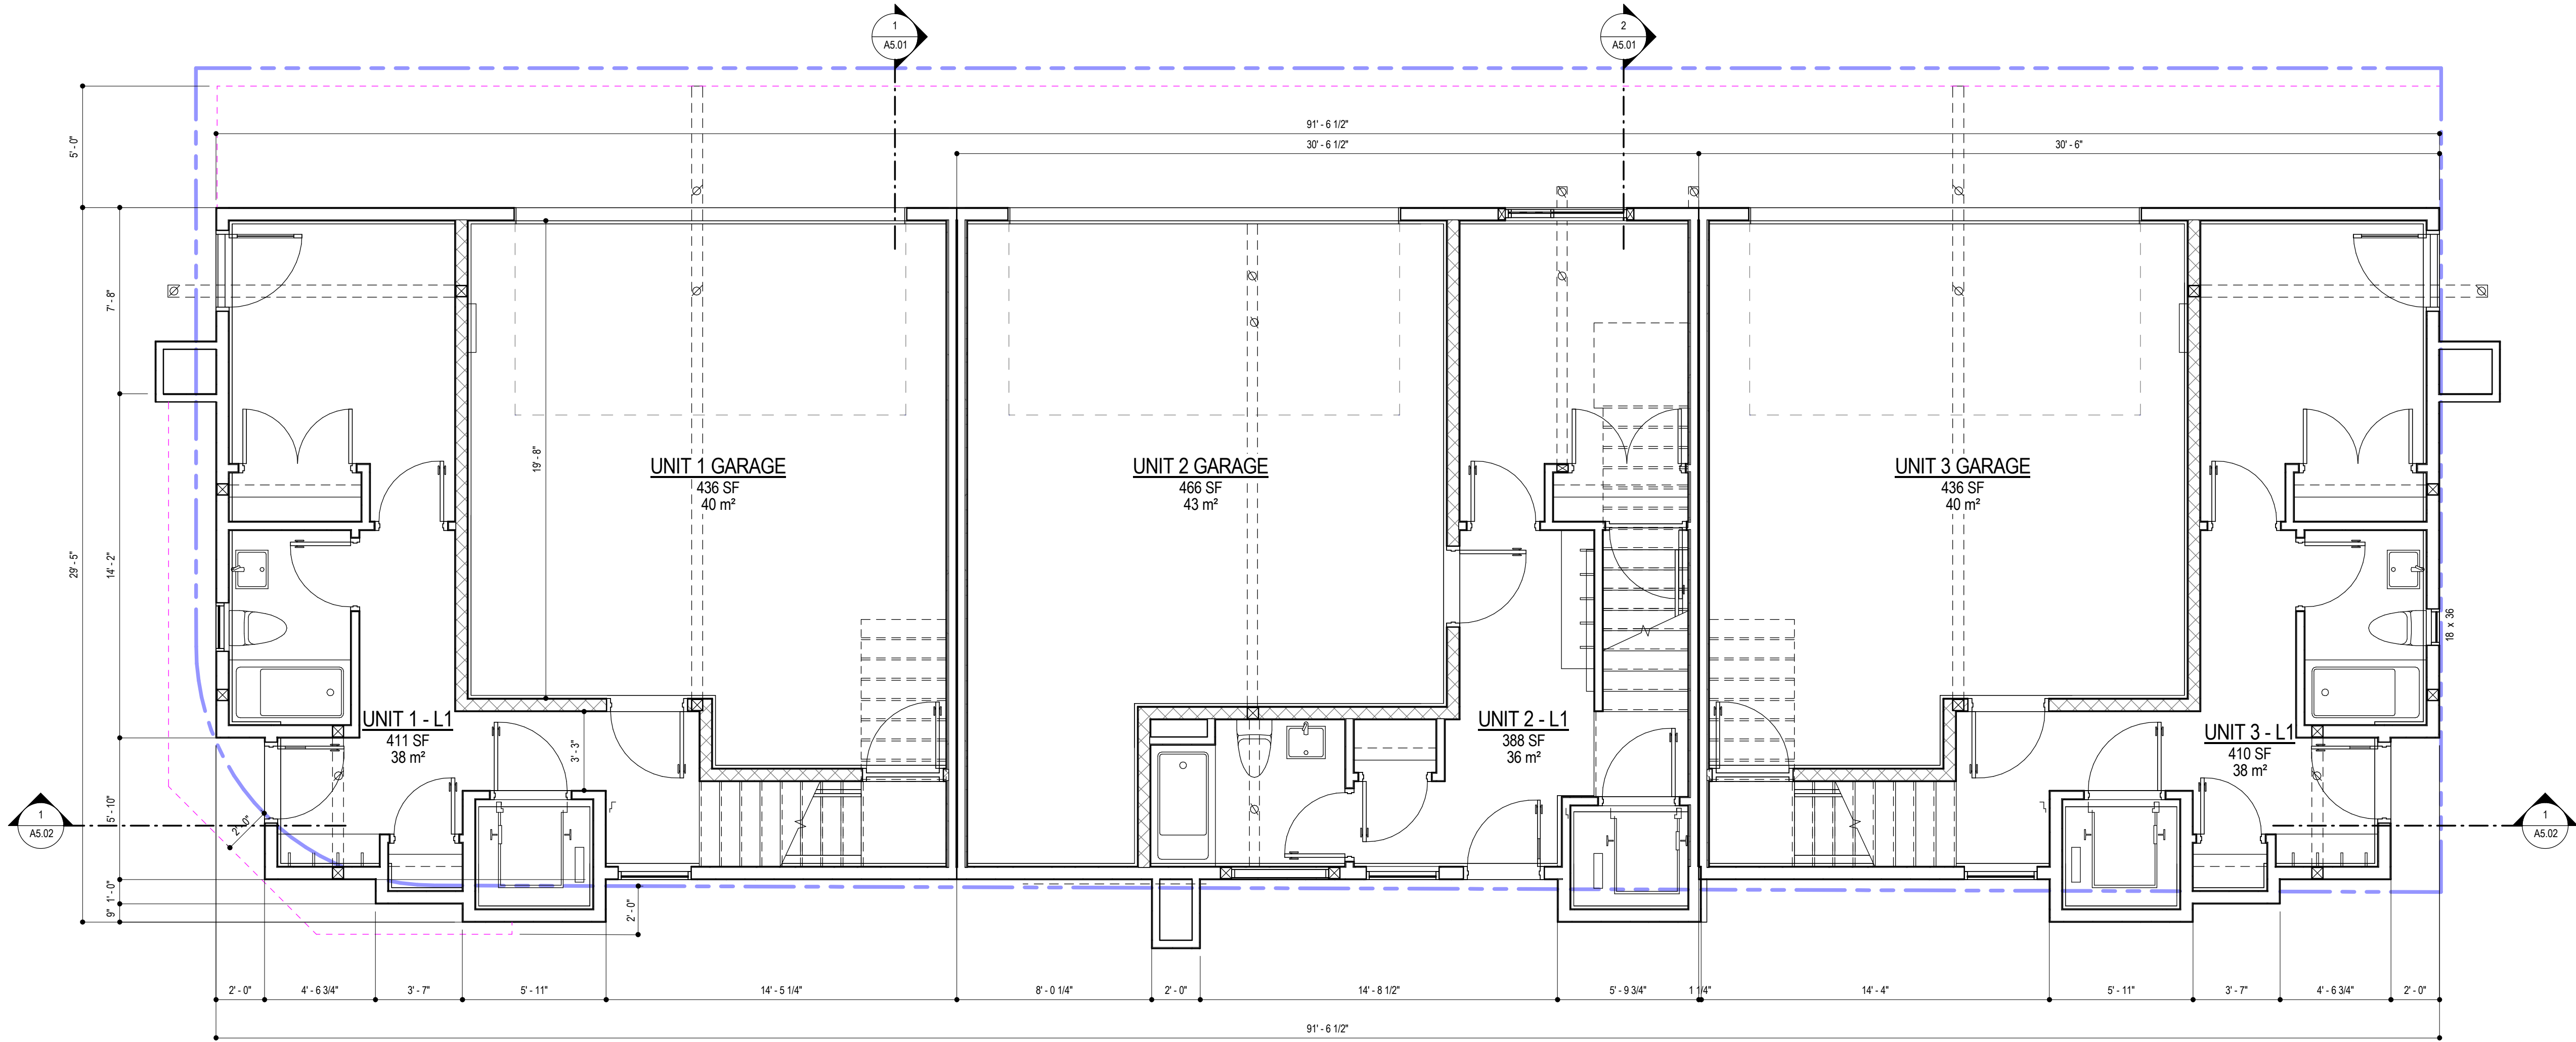 1
A5.01
2
A5.01
91' - 6 1/2"
30' - 6 1/2"
30' - 6"
5' - 0"
7' - 8"
29' - 5"
14' - 2"
5' - 10"
1' - 0"
9"
19' - 8"
UNIT 1 GARAGE
436 SF
40 m²
UNIT 2 GARAGE
466 SF
43 m²
UNIT 3 GARAGE
436 SF
40 m²
18 x 36
UNIT 1 - L1
411 SF
38 m²
3' - 3"
UNIT 2 - L1
388 SF
36 m²
UNIT 3 - L1
410 SF
38 m²
1
A5.02
2' - 0"
1
A5.02
2' - 0"
2' - 0"
4' - 6 3/4"
3' - 7"
5' - 11"
14' - 5 1/4"
8' - 0 1/4"
2' - 0"
14' - 8 1/2"
5' - 9 3/4"
1 1/4"
14' - 4"
5' - 11"
3' - 7"
4' - 6 3/4"
2' - 0"
91' - 6 1/2"